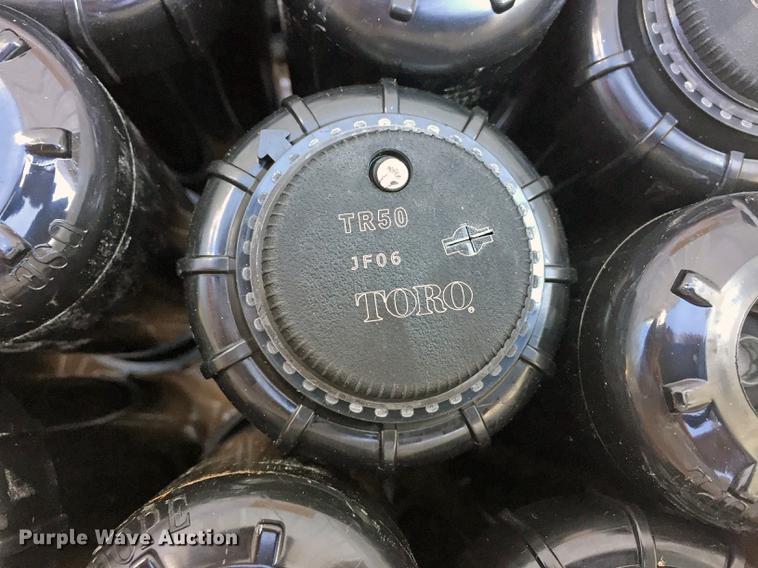 TR50
JF06
TORO
Purple Wave Auction